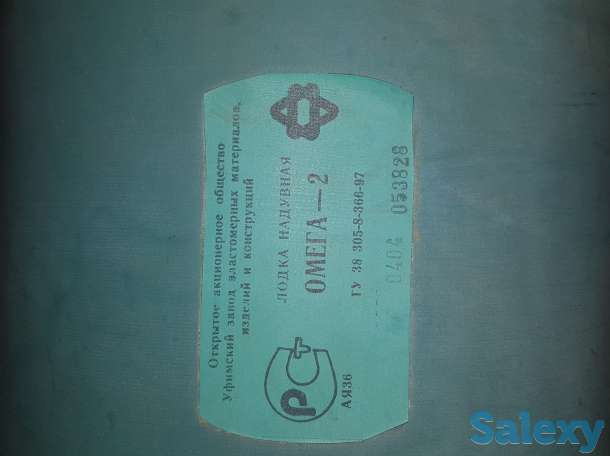 Открытое акционерное общество
Уфимский завод эластомерных материалов,
изделий и конструкций
ЛОДКА НАДУВНАЯ
ОМЕГА—2
ТУ 38 305-8-366-97
0404 053828
РСт
АЯ36
Salexy